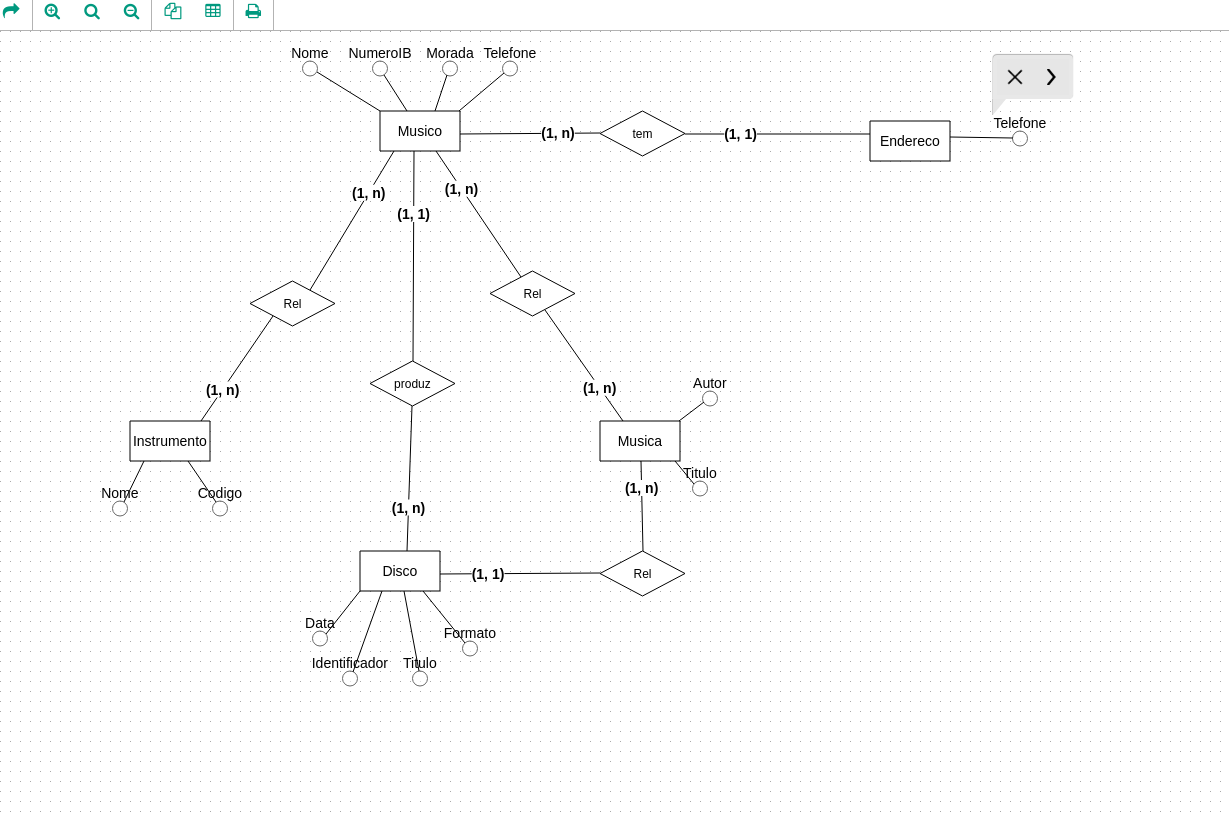 Nome NumeroIB Morada Telefone
Musico (1, n) tem (1, 1) Endereco Telefone
(1, n) (1, 1) (1, n)
Rel Rel
produz
(1, n) (1, n) Autor
Instrumento Musica
Nome Codigo Titulo
(1, n) (1, n)
Disco (1, 1) Rel
Data Formato
Identificador Titulo